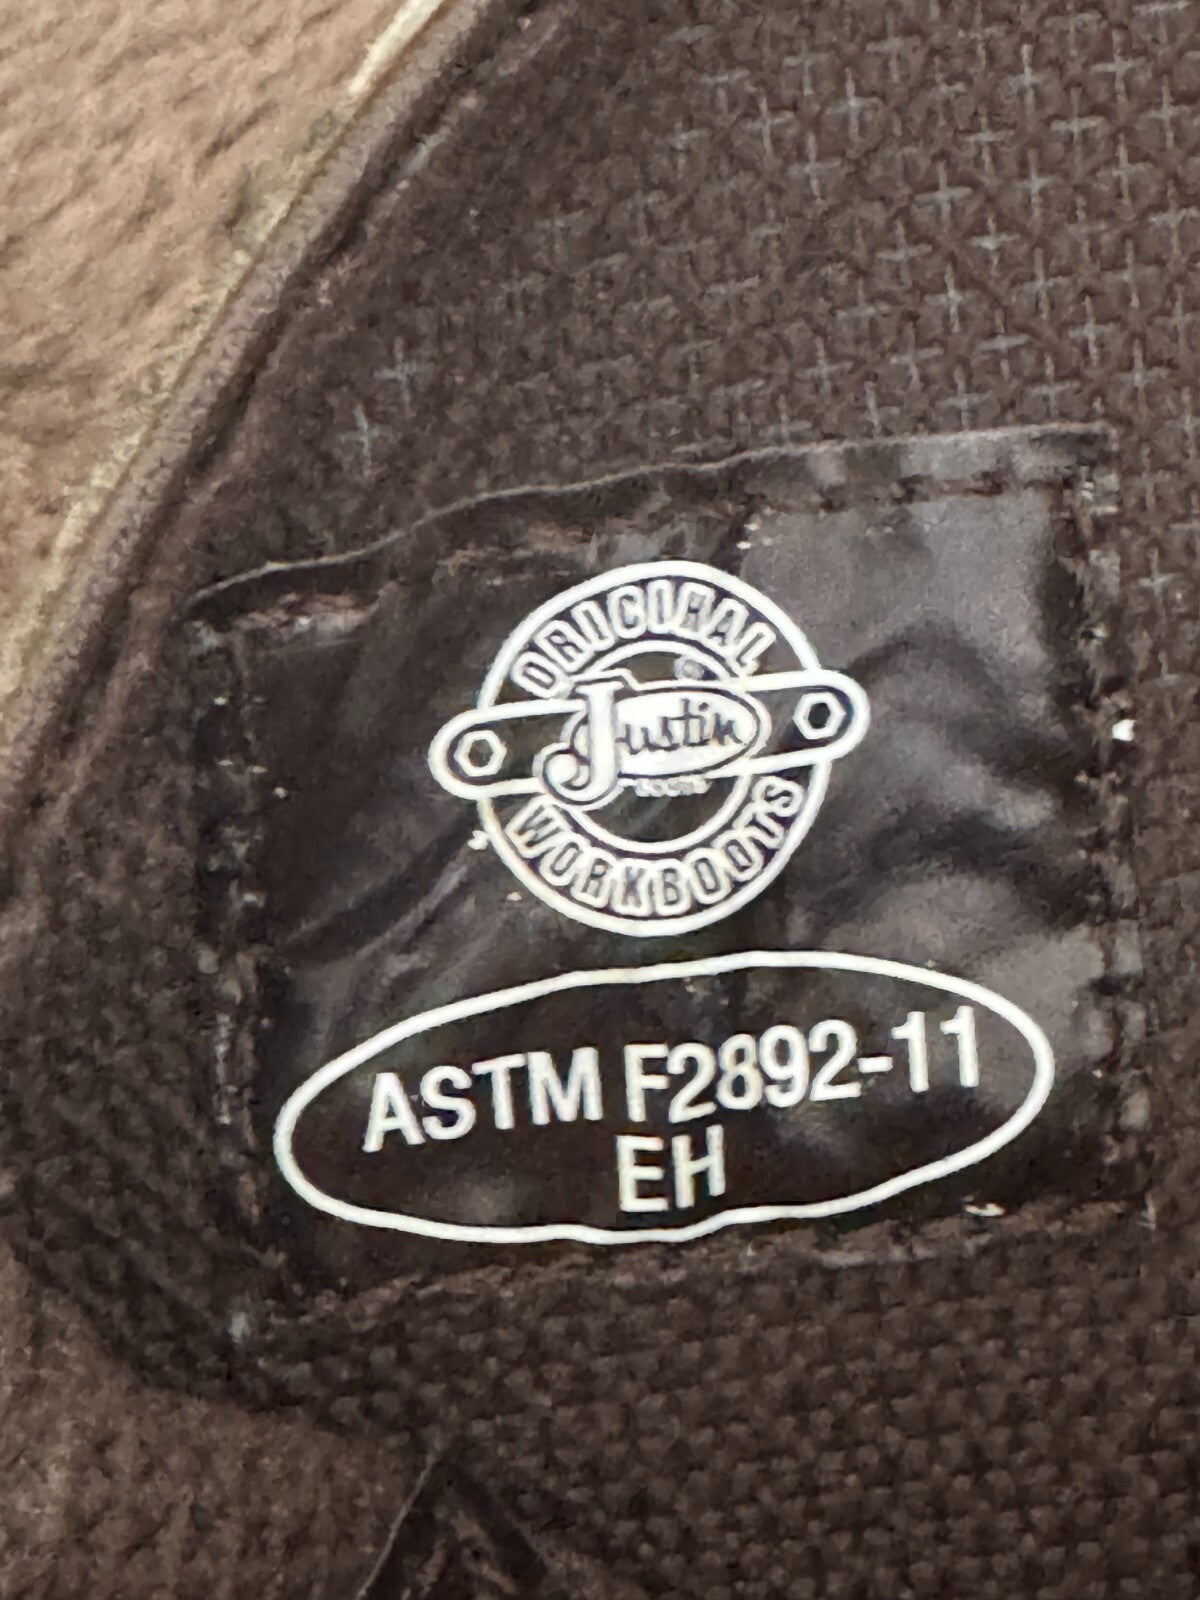 ORIGINAL
Justin
BOOTS
WORKBOOTS
ASTM F2892-11
EH